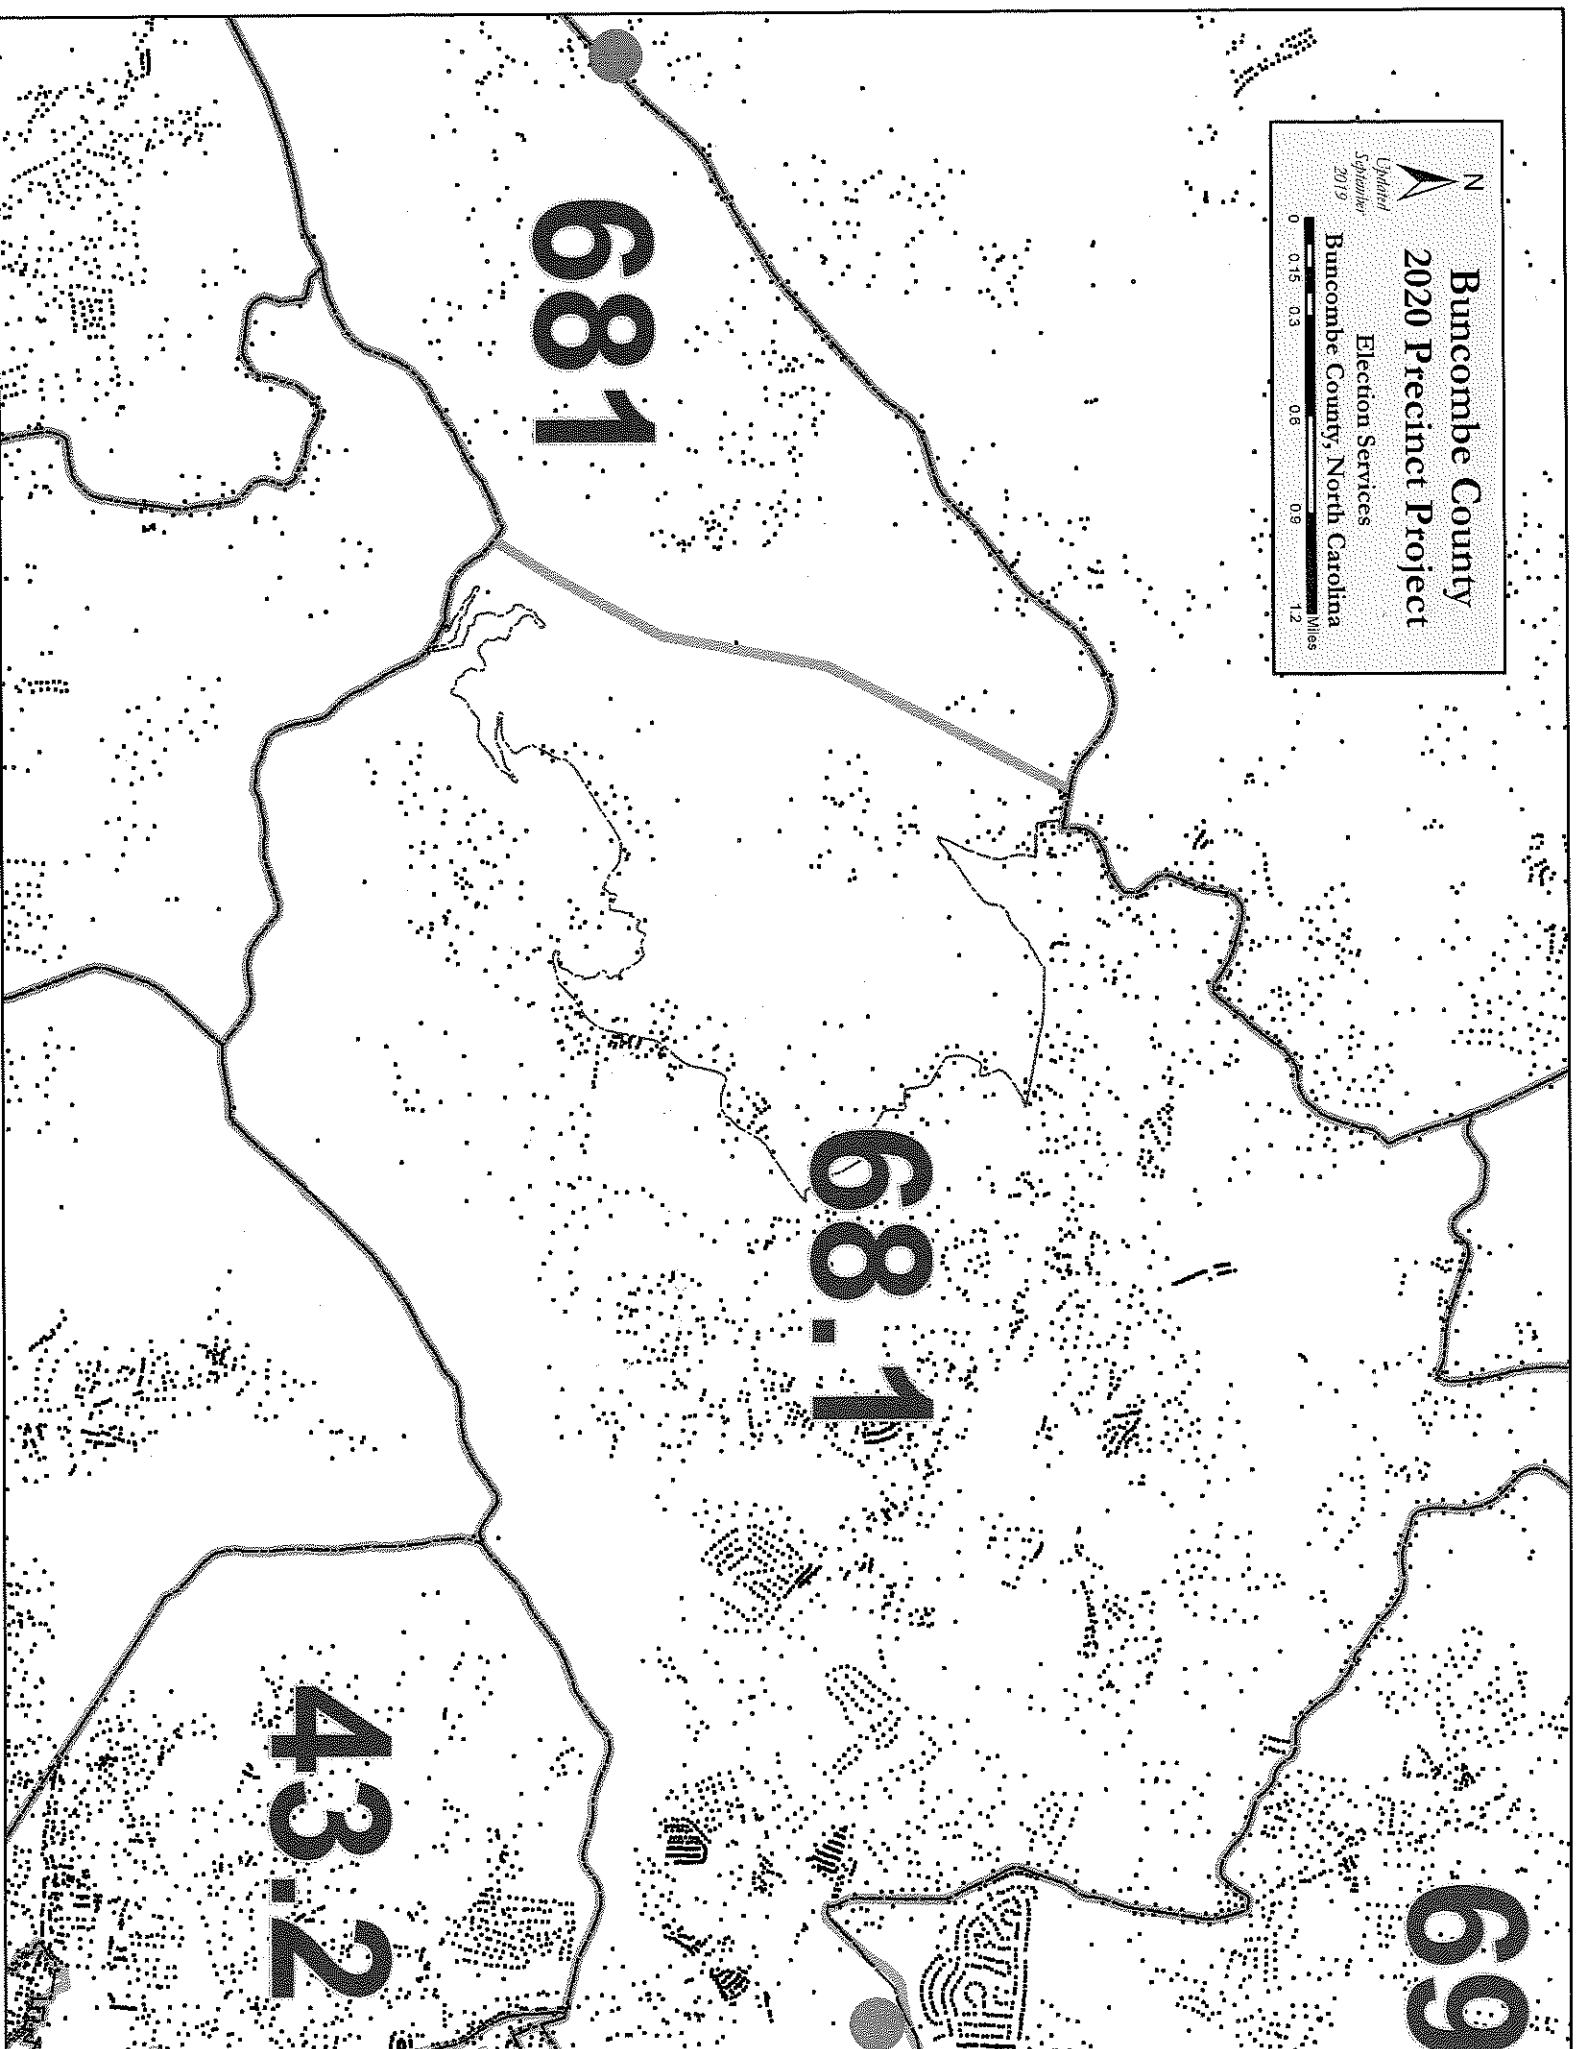 Buncombe County
2020 Precinct Project
Election Services
Buncombe County, North Carolina
N
Updated
September
2019
0 0.15 0.3 0.6 0.9 1.2
Miles
681
68.1
69
43.2